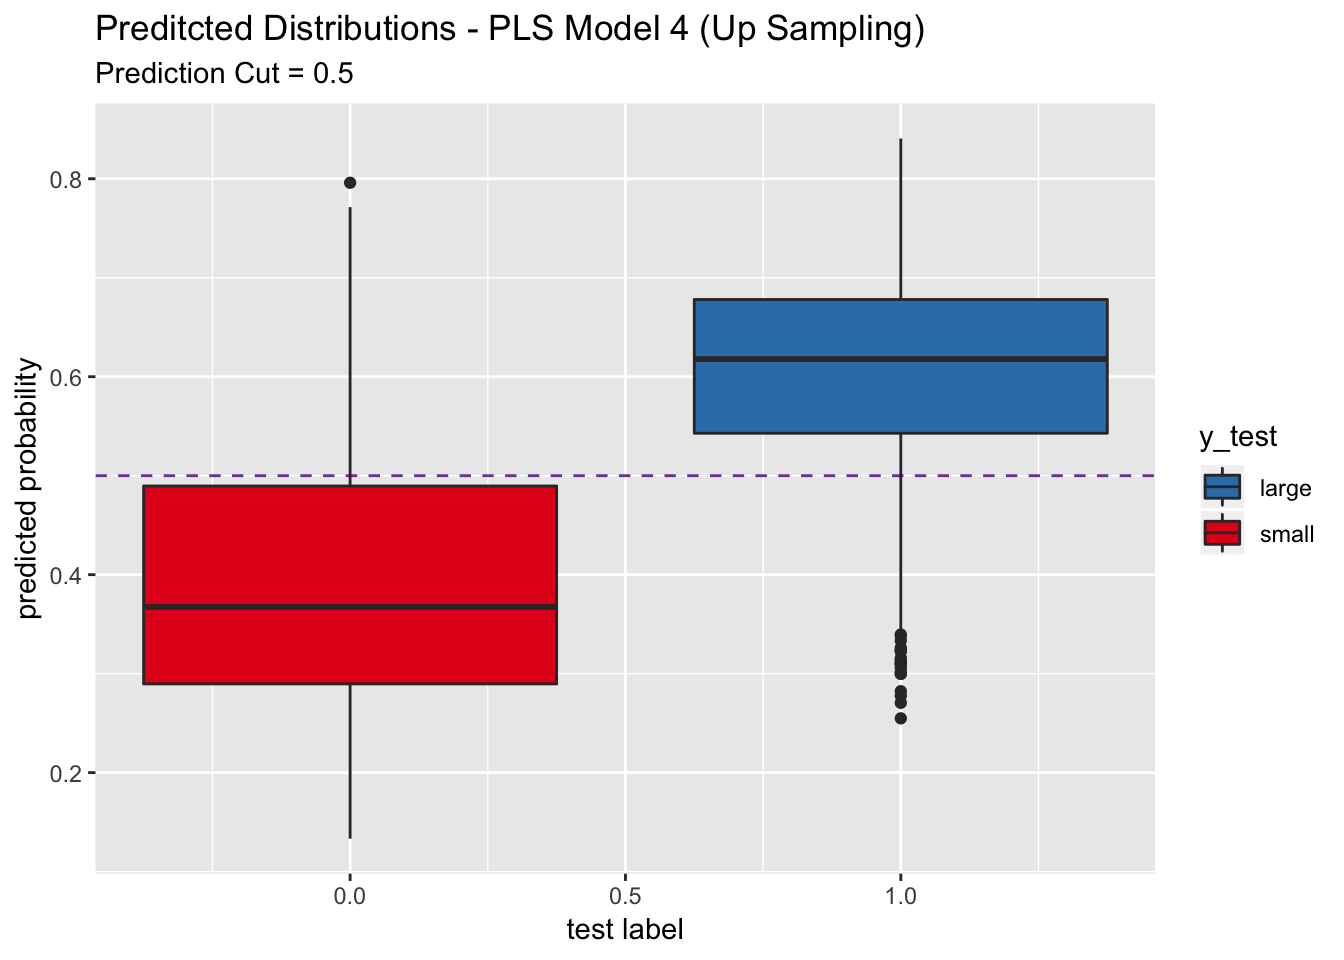 Preditcted Distributions - PLS Model 4 (Up Sampling)
Prediction Cut = 0.5
predicted probability
0.8
0.6
0.4
0.2
0.0
0.5
1.0
test label
y_test
large
small